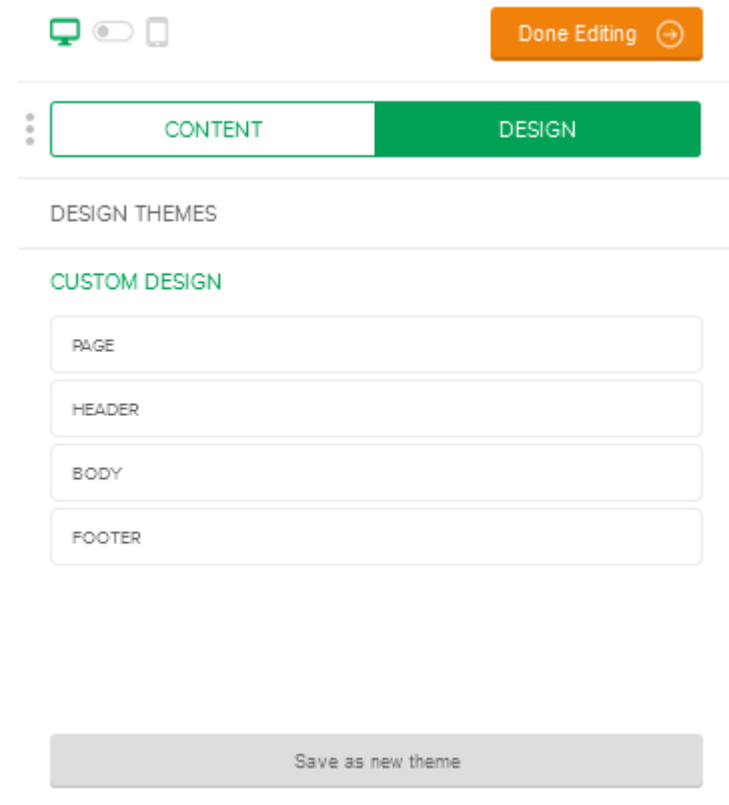 Done Editing
CONTENT
DESIGN
DESIGN THEMES
CUSTOM DESIGN
PAGE
HEADER
BODY
FOOTER
Save as new theme